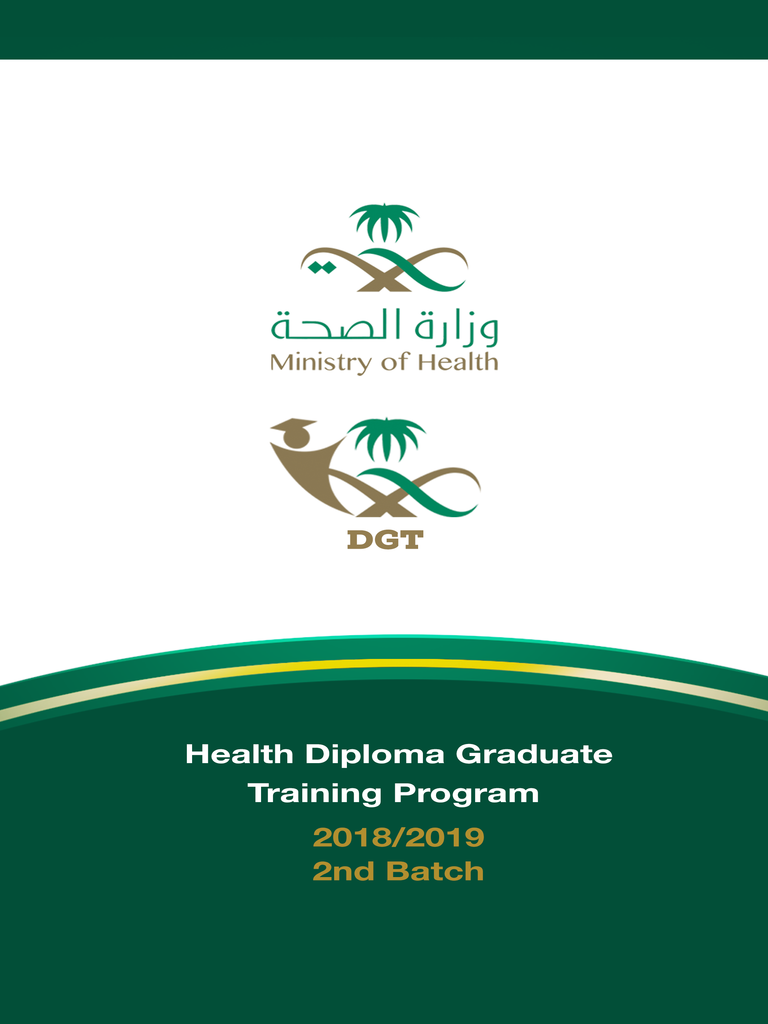 وزارة الصحة
Ministry of Health
DGT
Health Diploma Graduate
Training Program
2018/2019
2nd Batch